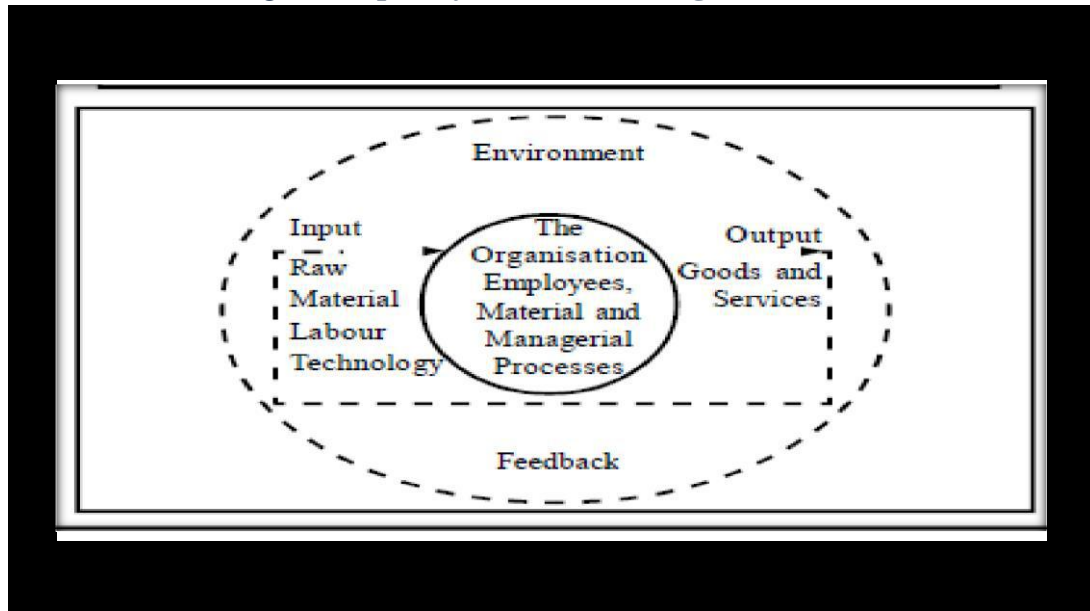 Environment
Input
Raw
Material
Labour
Technology
The
Organisation
Employees,
Material and
Managerial
Processes
Output
Goods and
Services
Feedback